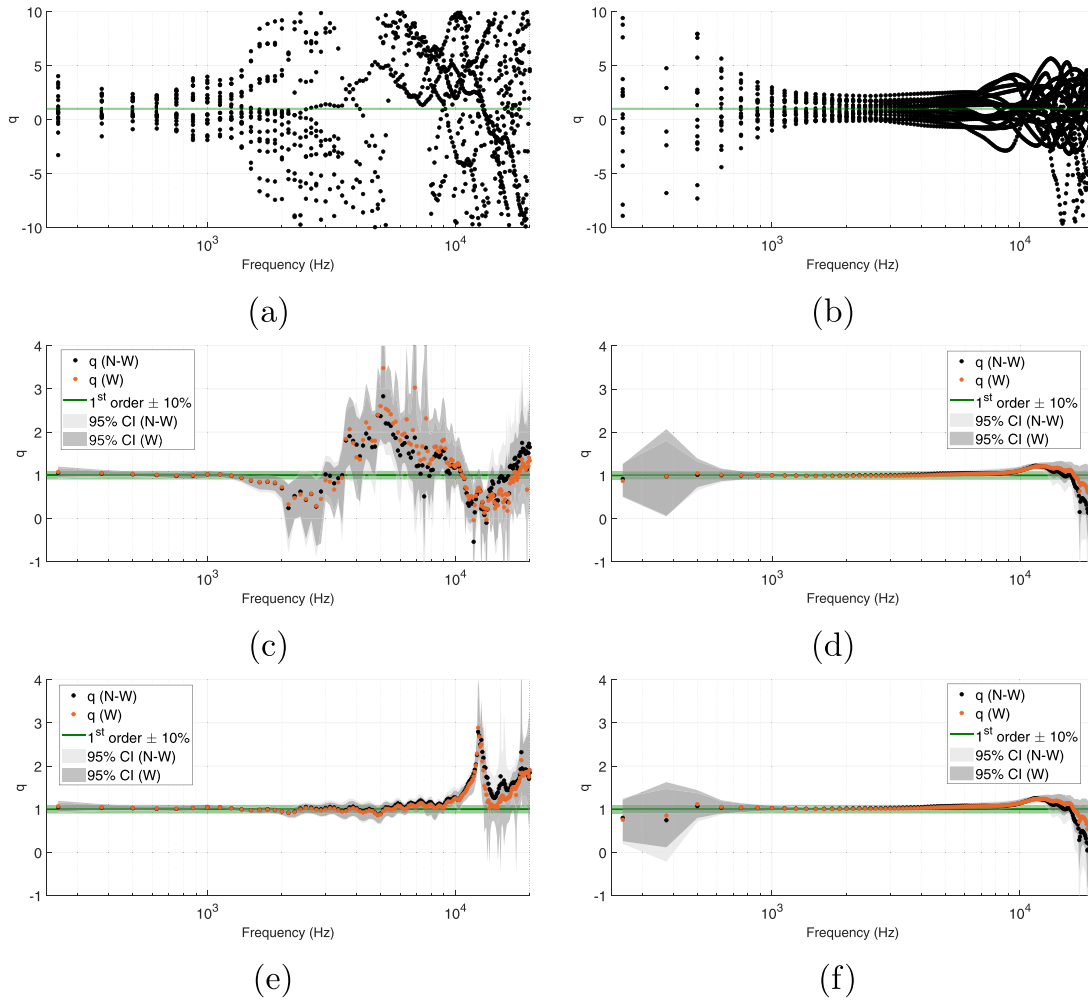 10
5
0
-5
-10
q
10³
10⁴
Frequency (Hz)
(a)
10
5
0
-5
-10
q
10³
10⁴
Frequency (Hz)
(b)
4
3
2
1
0
-1
q
q (N-W)
q (W)
1st order ± 10%
95% CI (N-W)
95% CI (W)
10³
10⁴
Frequency (Hz)
(c)
4
3
2
1
0
-1
q
q (N-W)
q (W)
1st order ± 10%
95% CI (N-W)
95% CI (W)
10³
10⁴
Frequency (Hz)
(d)
4
3
2
1
0
-1
q
q (N-W)
q (W)
1st order ± 10%
95% CI (N-W)
95% CI (W)
10³
10⁴
Frequency (Hz)
(e)
4
3
2
1
0
-1
q
q (N-W)
q (W)
1st order ± 10%
95% CI (N-W)
95% CI (W)
10³
10⁴
Frequency (Hz)
(f)